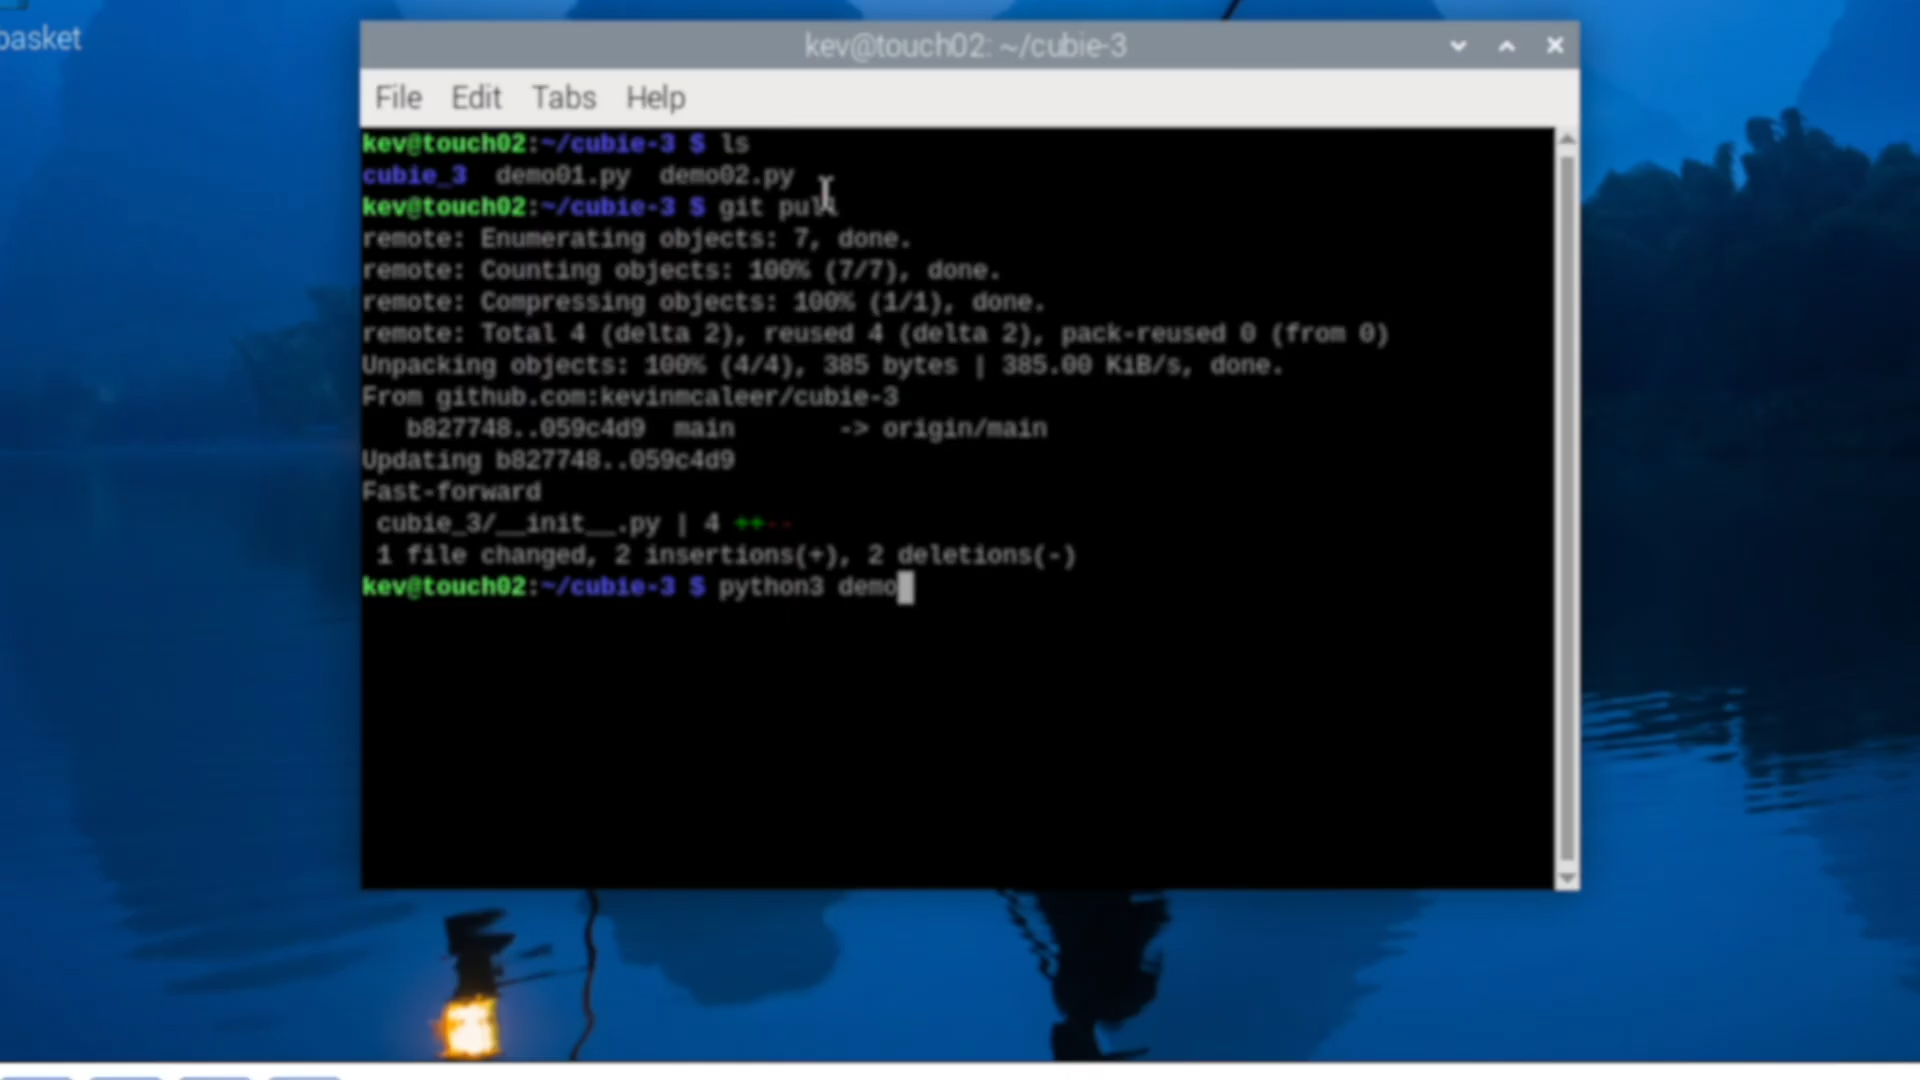 basket
kev@touch02: ~/cubie-3
File Edit Tabs Help
kev@touch02:~/cubie-3 $ ls
cubie_3  demo01.py  demo02.py
kev@touch02:~/cubie-3 $ git pull
remote: Enumerating objects: 7, done.
remote: Counting objects: 100% (7/7), done.
remote: Compressing objects: 100% (1/1), done.
remote: Total 4 (delta 2), reused 4 (delta 2), pack-reused 0 (from 0)
Unpacking objects: 100% (4/4), 385 bytes | 385.00 KiB/s, done.
From github.com:kevinmcaleer/cubie-3
   b827748..059c4d9  main       -> origin/main
Updating b827748..059c4d9
Fast-forward
 cubie_3/__init__.py | 4 ++--
 1 file changed, 2 insertions(+), 2 deletions(-)
kev@touch02:~/cubie-3 $ python3 demo